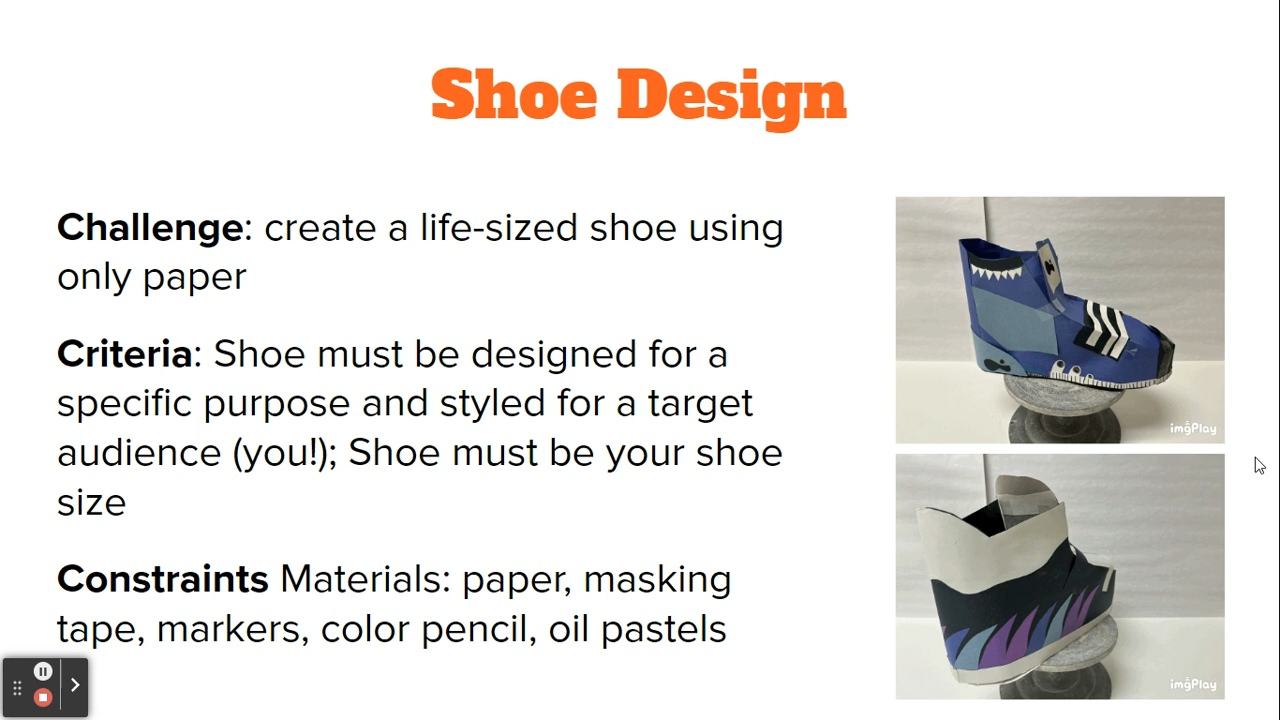 Shoe Design
Challenge: create a life-sized shoe using
only paper
Criteria: Shoe must be designed for a
specific purpose and styled for a target
audience (you!); Shoe must be your shoe
size
Constraints Materials: paper, masking
tape, markers, color pencil, oil pastels
imgPlay
imgPlay